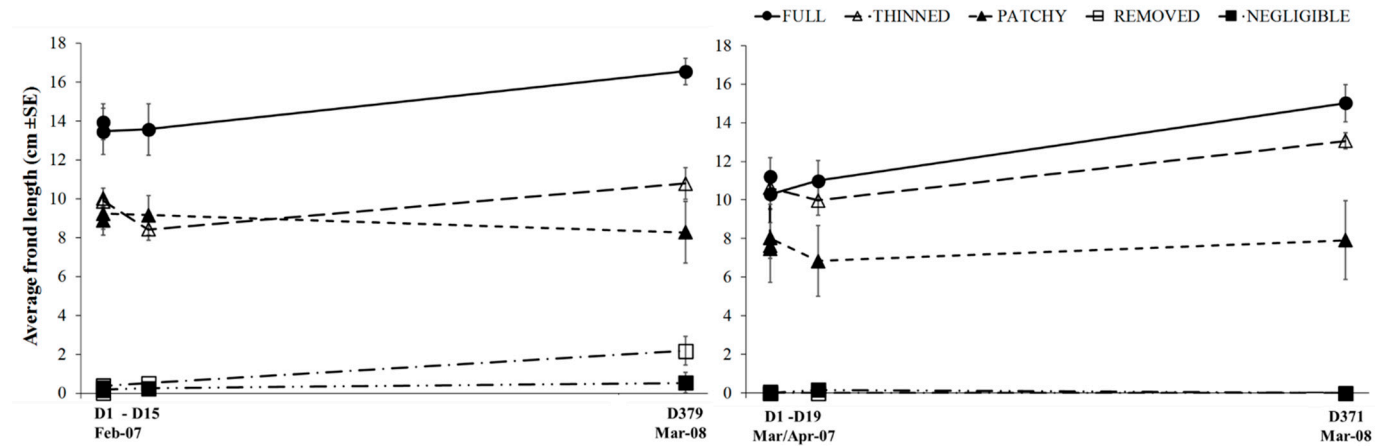 FULL THINNED PATCHY REMOVED NEGLIGIBLE
Average frond length (cm ±SE)
18
16
14
12
10
8
6
4
2
0
D1 - D15
Feb-07
D379
Mar-08
18
16
14
12
10
8
6
4
2
0
D1 -D19
Mar/Apr-07
D371
Mar-08